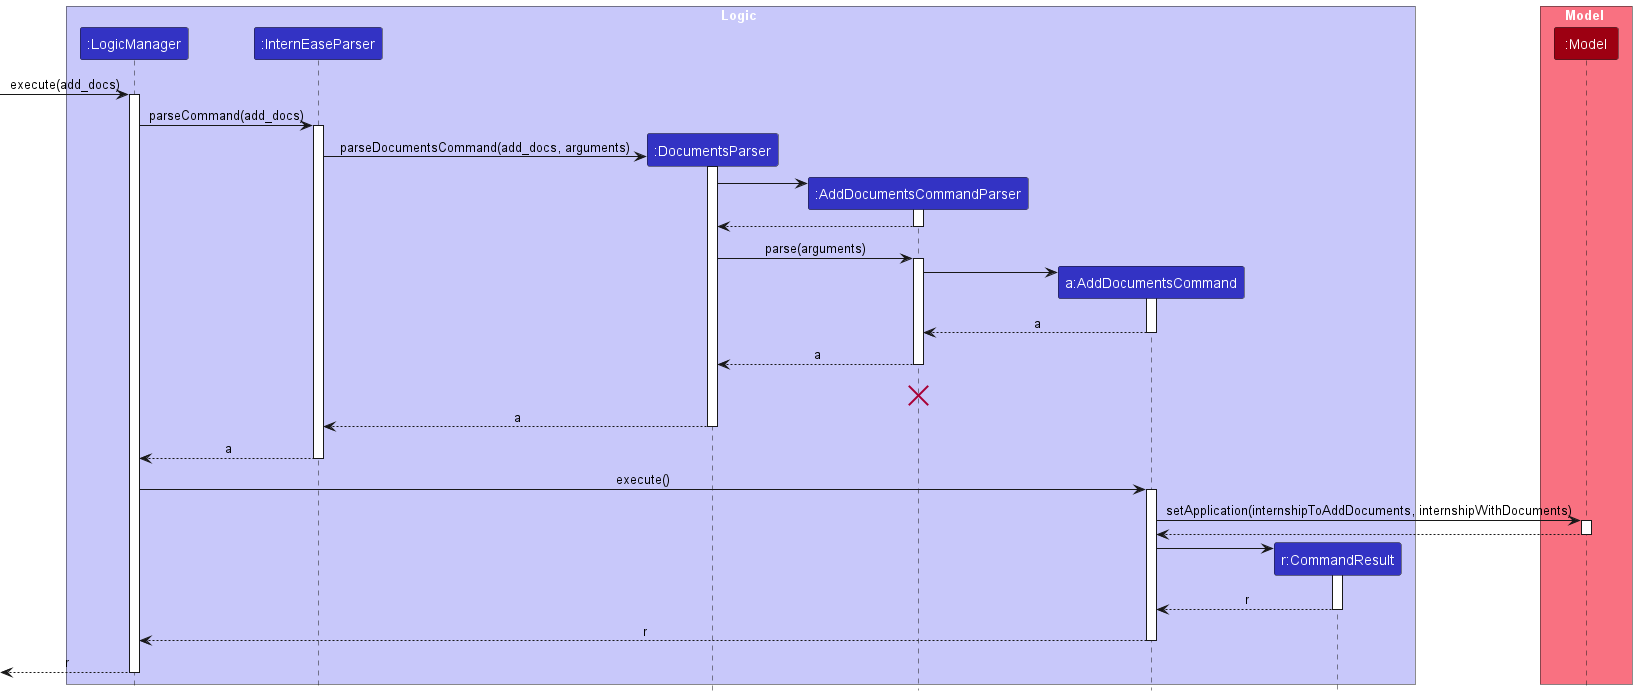 Logic
Model
:LogicManager
:InternEaseParser
:Model
execute(add_docs)
parseCommand(add_docs)
parseDocumentsCommand(add_docs, arguments)
:DocumentsParser
:AddDocumentsCommandParser
parse(arguments)
a:AddDocumentsCommand
a
a
a
a
execute()
setApplication(internshipToAddDocuments, internshipWithDocuments)
r:CommandResult
r
r
r